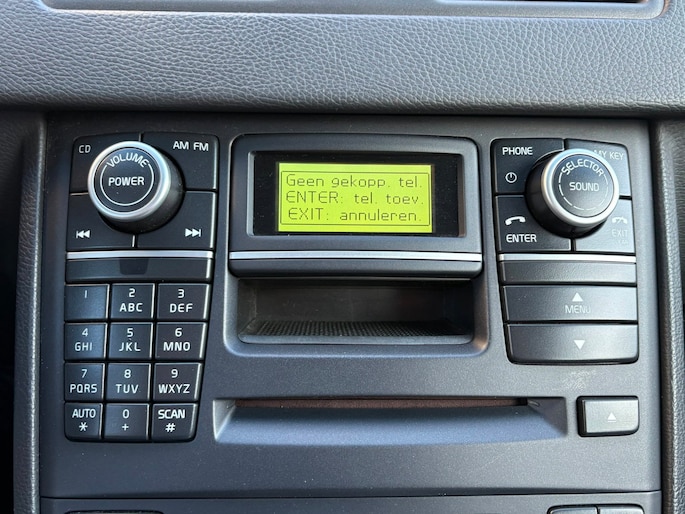 CD
VOLUME
POWER
AM FM
Geen gekopp. tel.
ENTER: tel. toev.
EXIT: annuleren.
PHONE
SELECTOR
SOUND
MY KEY
ENTER
EXIT
1
2
ABC
3
DEF
4
GHI
5
JKL
6
MNO
7
PQRS
8
TUV
9
WXYZ
AUTO
*
0
+
SCAN
#
MENU